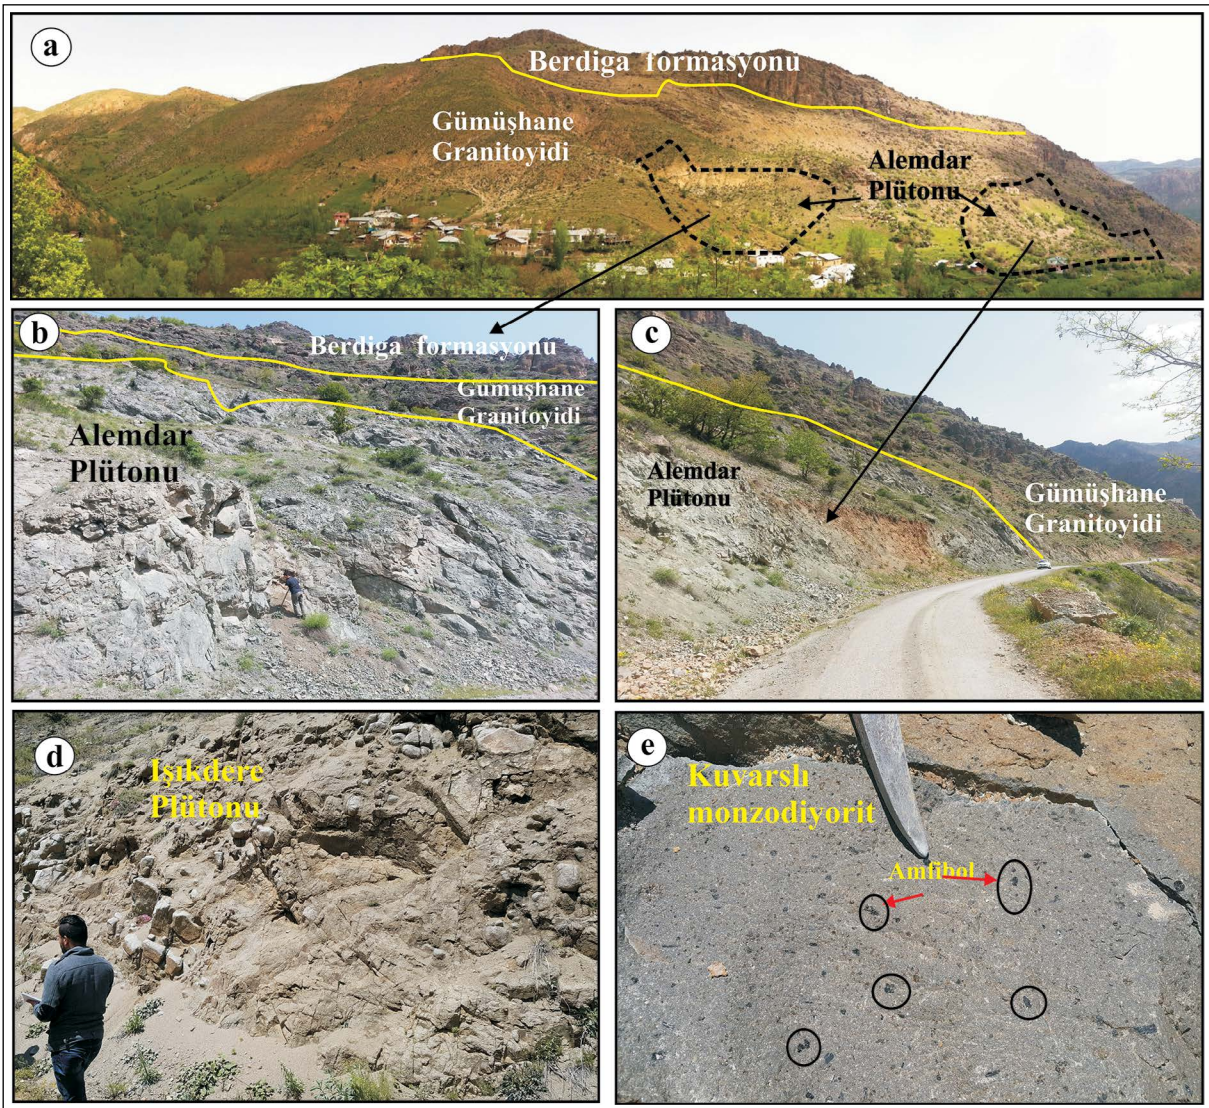 a
Berdiga formasyonu
Gümüşhane
Granitoyidi
Alemdar
Plütonu
b
Berdiga formasyonu
Gümüşhane
Granitoyidi
Alemdar
Plütonu
c
Alemdar
Plütonu
Gümüşhane
Granitoyidi
d
Işıkdere
Plütonu
e
Kuvarslı
monzodiyorit
Amfibol